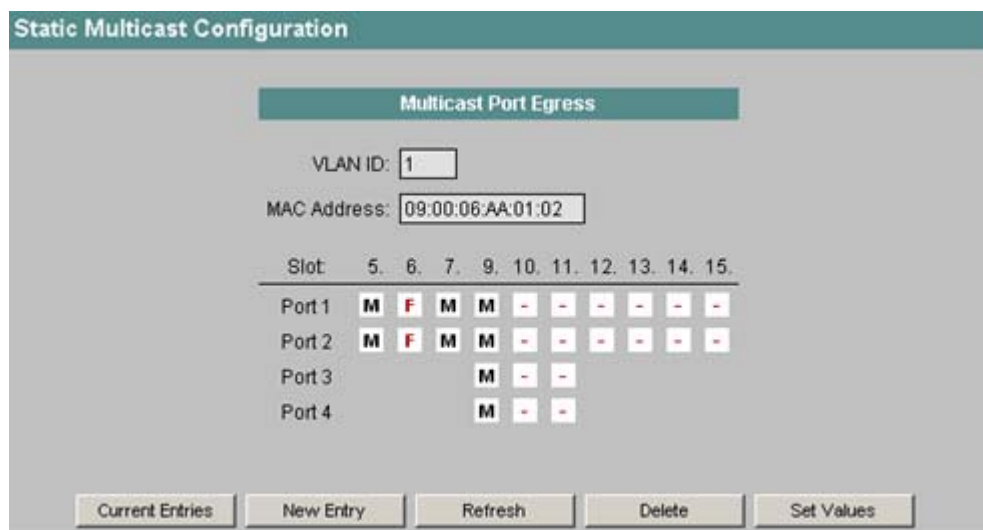 Static Multicast Configuration
Multicast Port Egress
VLAN ID: 1
MAC Address: 09:00:06:AA:01:02
Slot: 5. 6. 7. 9. 10. 11. 12. 13. 14. 15.
Port 1 M F M M - - - - - -
Port 2 M F M M - - - - - -
Port 3 M - -
Port 4 M - -
Current Entries New Entry Refresh Delete Set Values